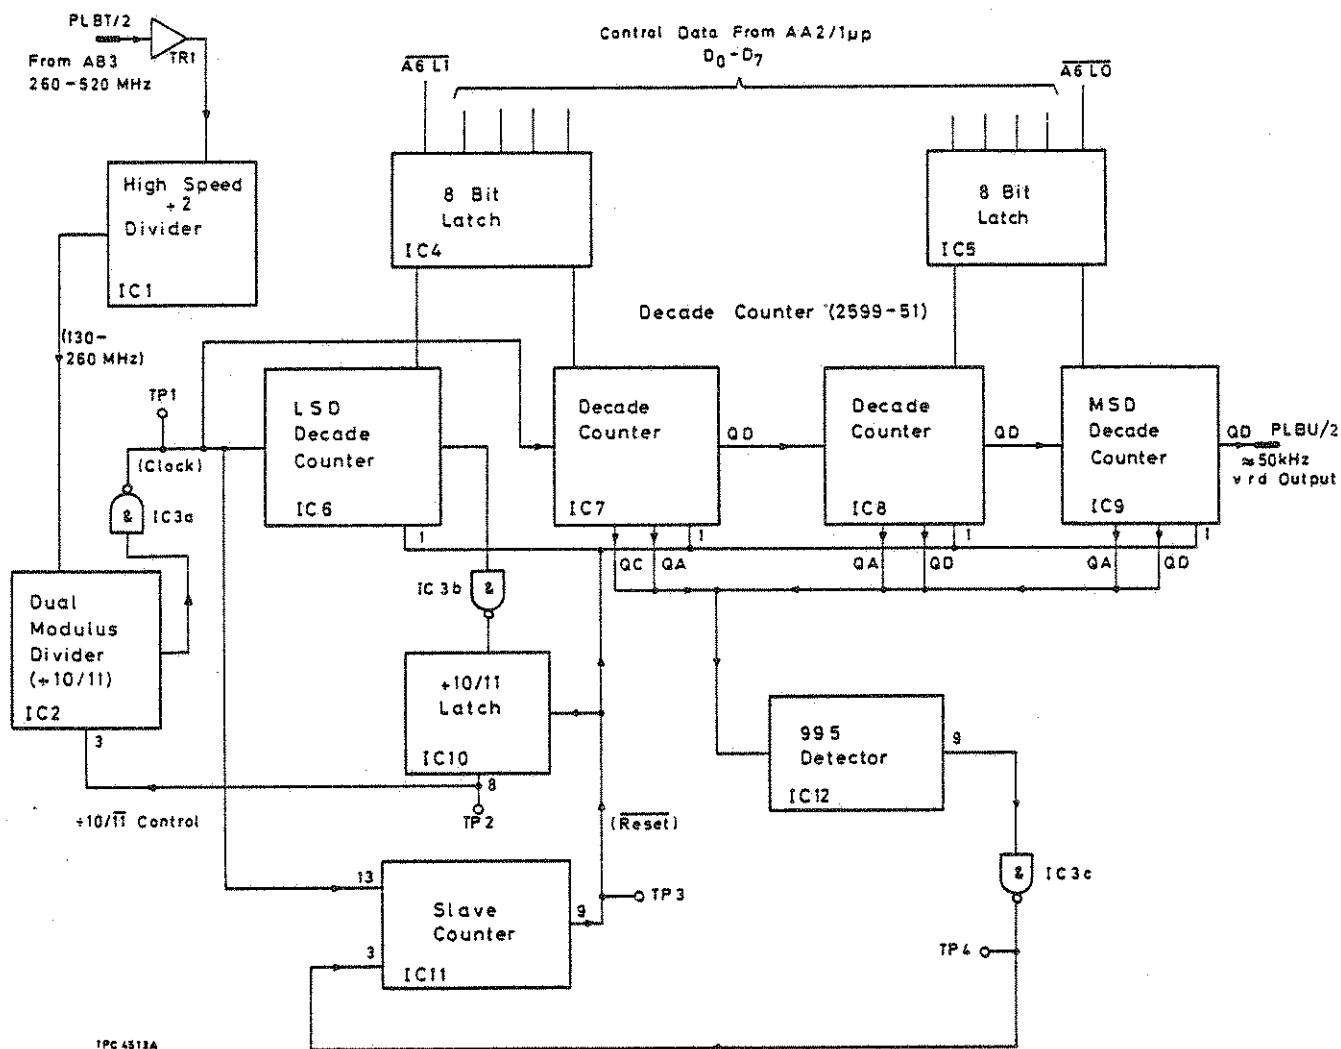 PLBT/2
TR1
From AB3
260-520 MHz
Control Data From AA2/1µp
D0-D7
A6 L1
A6 L0
High Speed
÷2
Divider
IC1
8 Bit
Latch
IC4
8 Bit
Latch
IC5
Decade Counter (2599-51)
(130-
260 MHz)
TP1
(Clock)
&
IC3a
LSD
Decade
Counter
IC6
1
Decade
Counter
IC7
1
QD
Decade
Counter
IC8
1
QD
MSD
Decade
Counter
IC9
1
QD
PLBU/2
≈50kHz
vrd Output
QC
QA
QA
QD
QA
QD
Dual
Modulus
Divider
(÷10/11)
IC2
3
IC3b
&
÷10/11
Latch
IC10
8
TP2
÷10/11 Control
(Reset)
995
Detector
IC12
9
&
IC3c
13
3
Slave
Counter
IC11
9
TP3
TP4
TPC 4513A